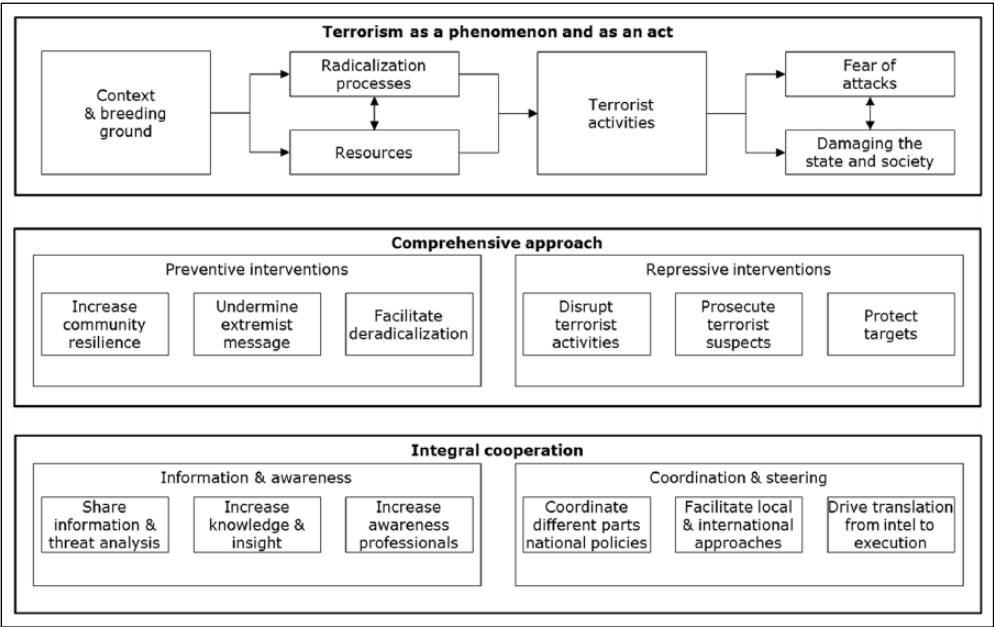 Terrorism as a phenomenon and as an act
Context
& breeding
ground
Radicalization
processes
Resources
Terrorist
activities
Fear of
attacks
Damaging the
state and society
Comprehensive approach
Preventive interventions
Increase
community
resilience
Undermine
extremist
message
Facilitate
deradicalization
Repressive interventions
Disrupt
terrorist
activities
Prosecute
terrorist
suspects
Protect
targets
Integral cooperation
Information & awareness
Share
information &
threat analysis
Increase
knowledge &
insight
Increase
awareness
professionals
Coordination & steering
Coordinate
different parts
national policies
Facilitate local
& international
approaches
Drive translation
from intel to
execution